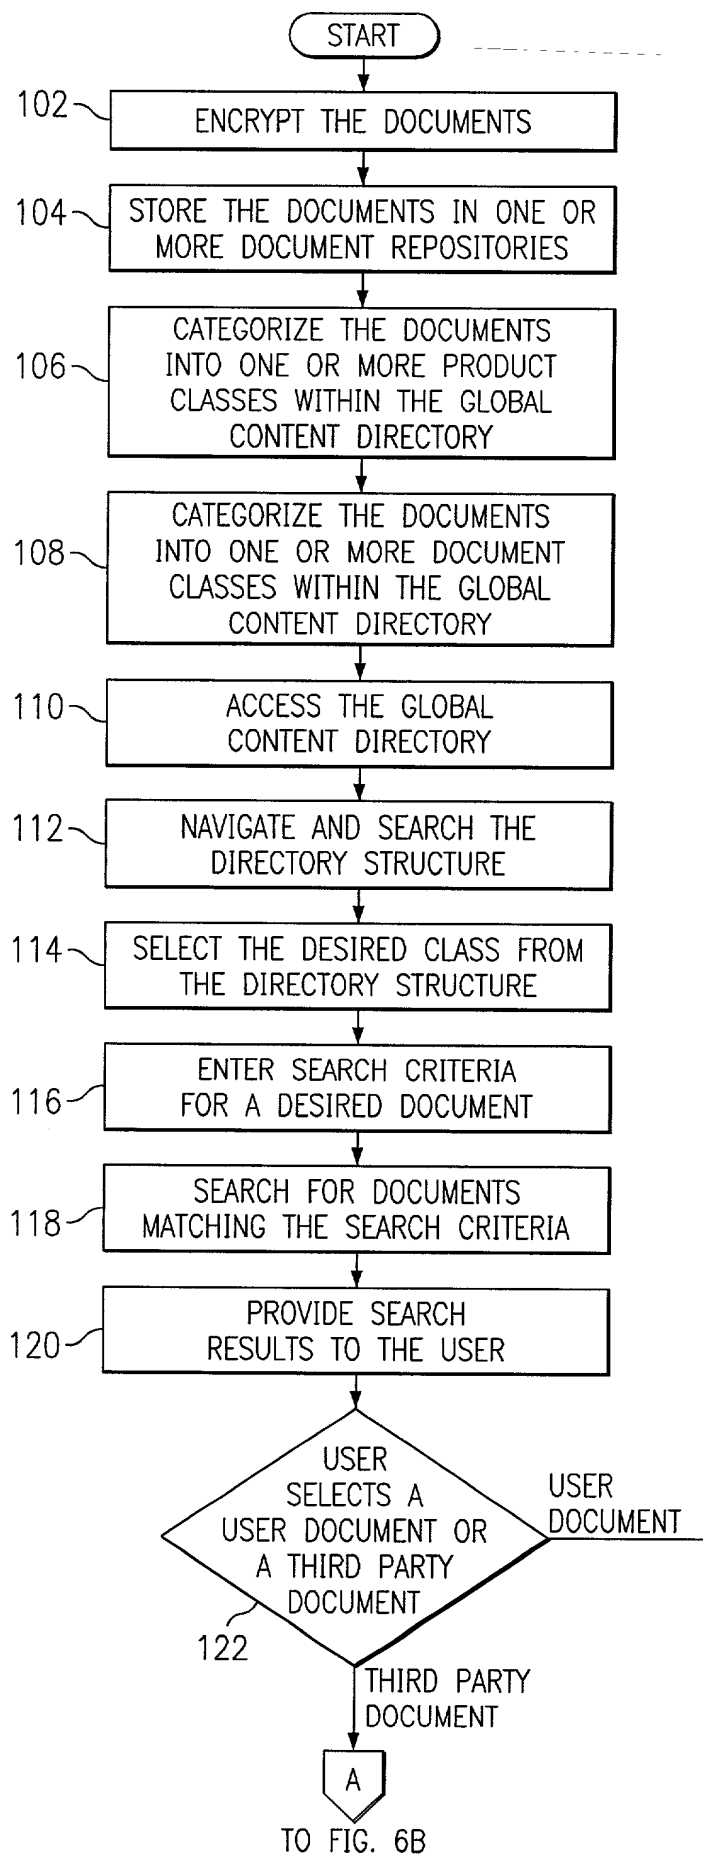 START
102
ENCRYPT THE DOCUMENTS
104
STORE THE DOCUMENTS IN ONE OR
MORE DOCUMENT REPOSITORIES
106
CATEGORIZE THE DOCUMENTS
INTO ONE OR MORE PRODUCT
CLASSES WITHIN THE GLOBAL
CONTENT DIRECTORY
108
CATEGORIZE THE DOCUMENTS
INTO ONE OR MORE DOCUMENT
CLASSES WITHIN THE GLOBAL
CONTENT DIRECTORY
110
ACCESS THE GLOBAL
CONTENT DIRECTORY
112
NAVIGATE AND SEARCH THE
DIRECTORY STRUCTURE
114
SELECT THE DESIRED CLASS FROM
THE DIRECTORY STRUCTURE
116
ENTER SEARCH CRITERIA
FOR A DESIRED DOCUMENT
118
SEARCH FOR DOCUMENTS
MATCHING THE SEARCH CRITERIA
120
PROVIDE SEARCH
RESULTS TO THE USER
USER
SELECTS A
USER DOCUMENT OR
A THIRD PARTY
DOCUMENT
122
USER
DOCUMENT
THIRD PARTY
DOCUMENT
A
TO FIG. 6B